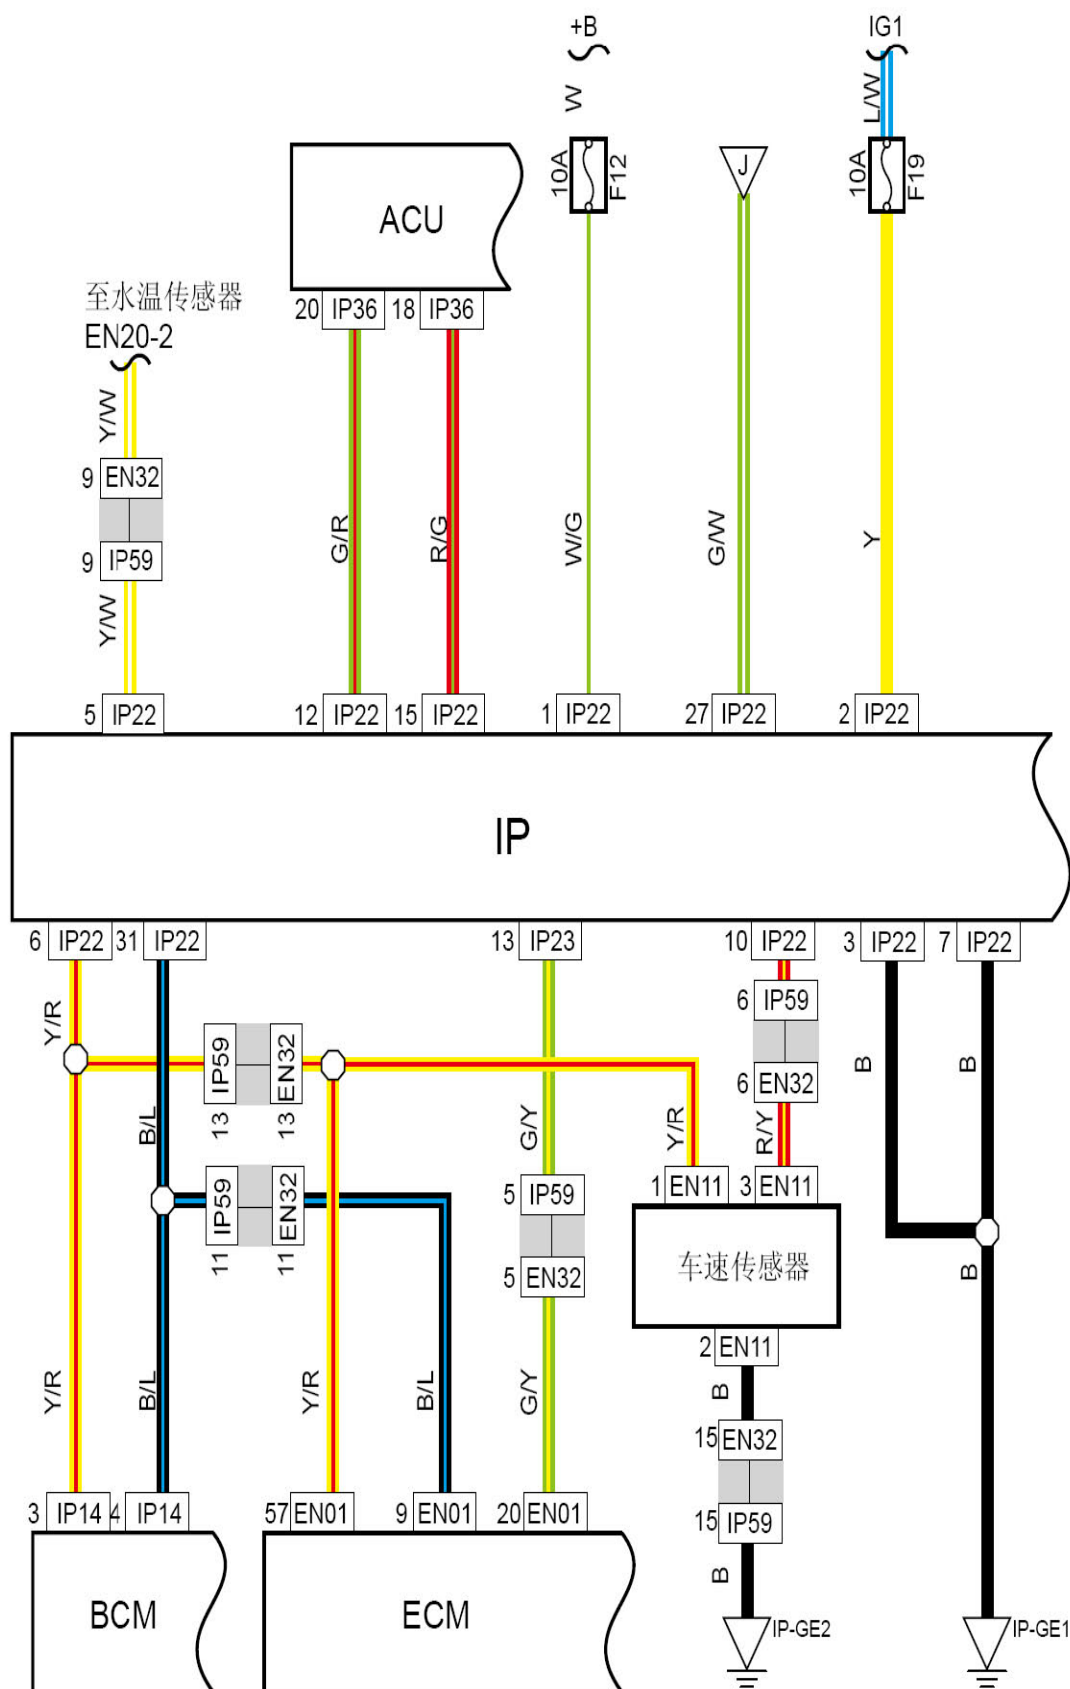 +B
IG1
W
L/W
10A
F12
J
10A
F19
ACU
至水温传感器
EN20-2
20 IP36 18 IP36
Y/W
9 EN32
G/R
R/G
W/G
G/W
Y
9 IP59
Y/W
5 IP22
12 IP22
15 IP22
1 IP22
27 IP22
2 IP22
IP
6 IP22
31 IP22
13 IP23
10 IP22
3 IP22
7 IP22
Y/R
6 IP59
IP59
EN32
13
13
6 EN32
B
B
B/L
G/Y
Y/R
R/Y
5 IP59
1 EN11
3 EN11
IP59
EN32
11
11
5 EN32
车速传感器
B
2 EN11
Y/R
B/L
Y/R
B/L
G/Y
B
15 EN32
3 IP14
4 IP14
57 EN01
9 EN01
20 EN01
15 IP59
B
BCM
ECM
IP-GE2
IP-GE1